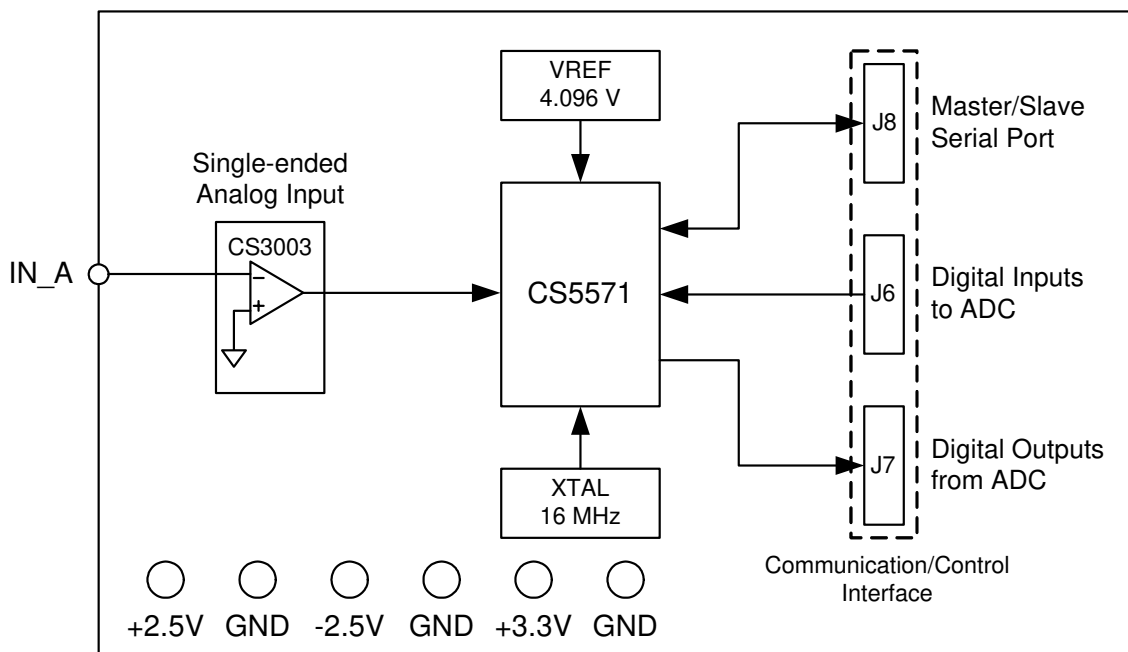 VREF
4.096 V
J8
Master/Slave
Serial Port
Single-ended
Analog Input
CS3003
IN_A
−
+
CS5571
J6
Digital Inputs
to ADC
J7
Digital Outputs
from ADC
XTAL
16 MHz
Communication/Control
Interface
+2.5V GND -2.5V GND +3.3V GND